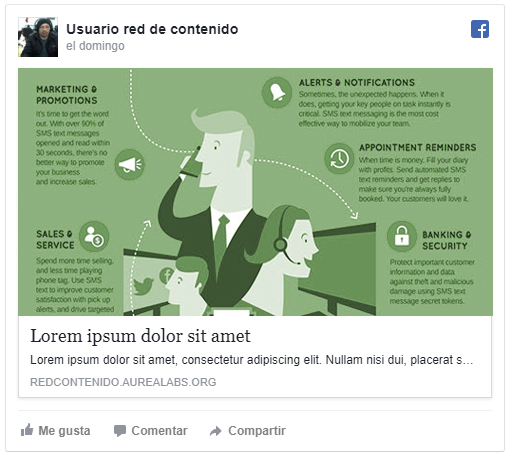 Usuario red de contenido
el domingo
MARKETING &
PROMOTIONS
It's time to get the word
out. With over 90% of
SMS text messages
opened and read within
30 seconds, there's no
better way to promote
your business
and increase sales.
ALERTS & NOTIFICATIONS
Sometimes, the unexpected happens. When it
does, getting your key people on task instantly is
critical. SMS text messaging is the most cost
effective way to mobilize your team.
APPOINTMENT REMINDERS
When time is money. Fill your diary
with profits. Send automated SMS
text reminders and get replies to
make sure you're always fully
booked. Your customers will love it.
SALES &
SERVICE
Spend more time selling,
and less time playing
phone tag. Use SMS
text to improve customer
satisfaction with pick up
alerts, and drive targeted
BANKING &
SECURITY
Protect important customer
information and data
against theft and malicious
damage using SMS text
message secret tokens.
Lorem ipsum dolor sit amet
Lorem ipsum dolor sit amet, consectetur adipiscing elit. Nullam nisi dui, placerat s...
REDCONTENIDO.AUREALABS.ORG
Me gusta Comentar Compartir